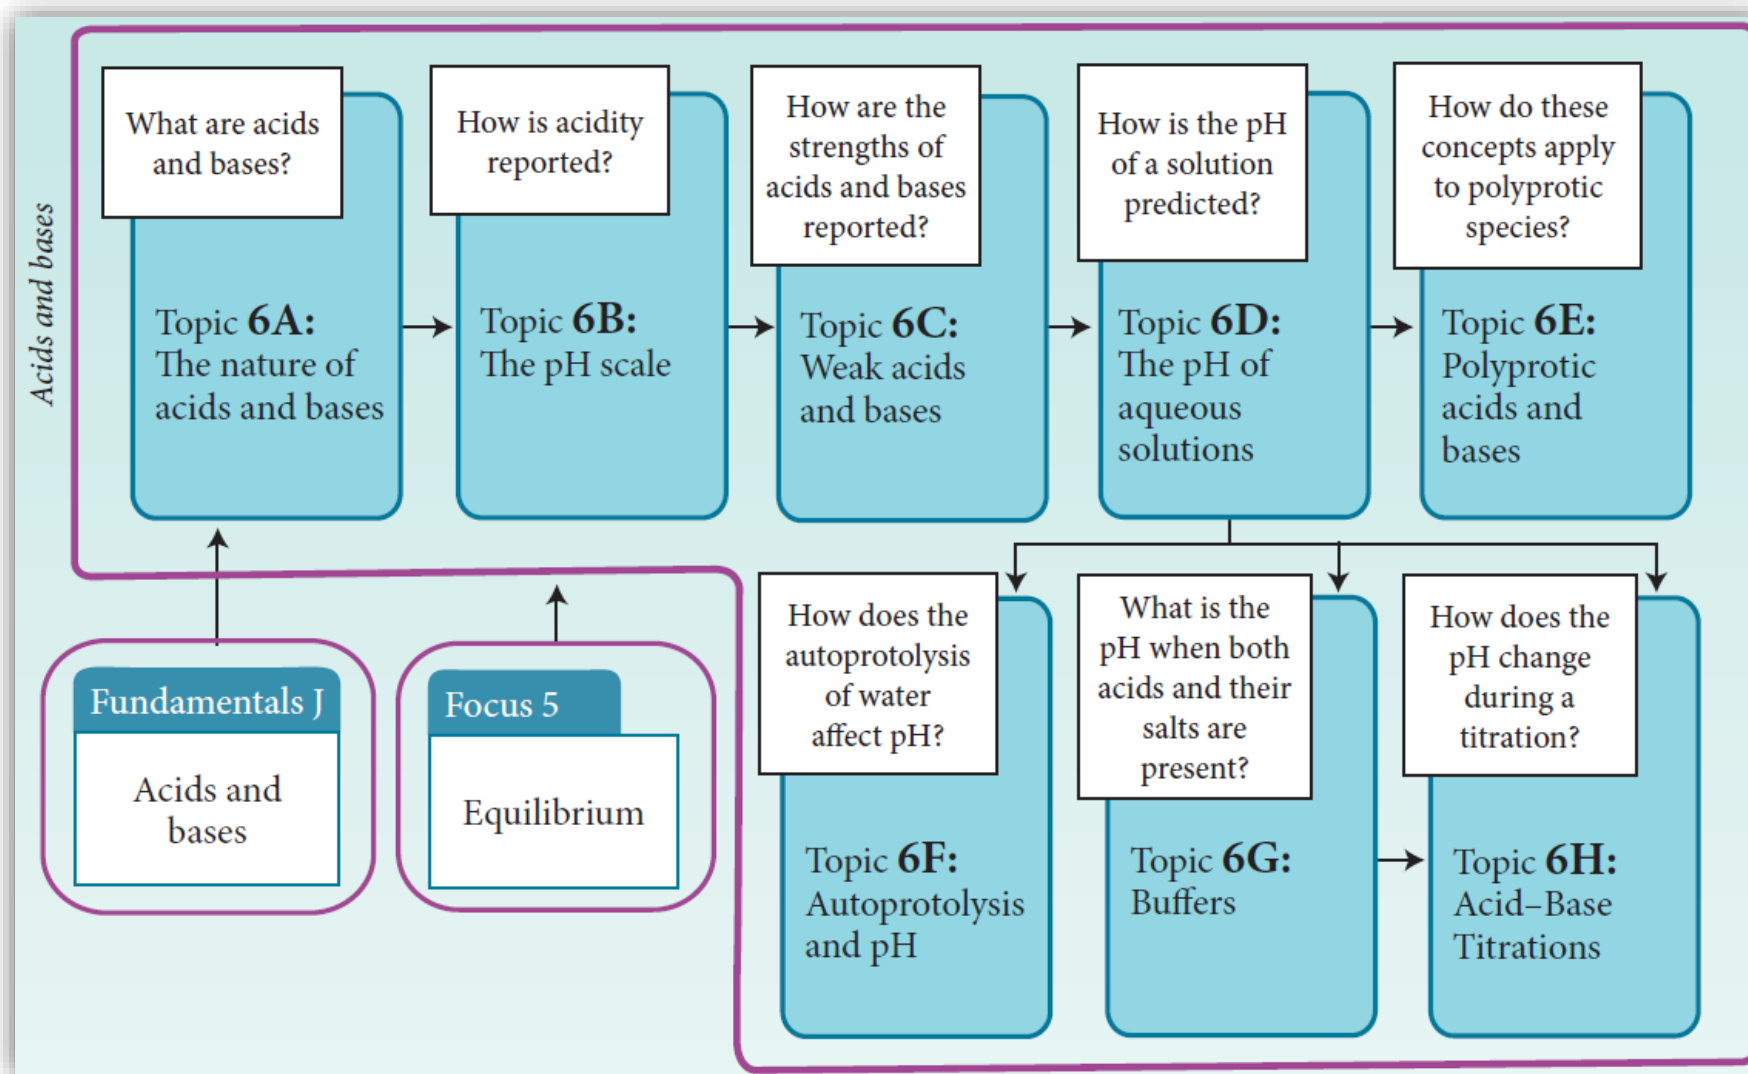 Acids and bases
What are acids
and bases?
Topic 6A:
The nature of
acids and bases
How is acidity
reported?
Topic 6B:
The pH scale
How are the
strengths of
acids and bases
reported?
Topic 6C:
Weak acids
and bases
How is the pH
of a solution
predicted?
Topic 6D:
The pH of
aqueous
solutions
How do these
concepts apply
to polyprotic
species?
Topic 6E:
Polyprotic
acids and
bases
Fundamentals J
Acids and
bases
Focus 5
Equilibrium
How does the
autoprotolysis
of water
affect pH?
Topic 6F:
Autoprotolysis
and pH
What is the
pH when both
acids and their
salts are
present?
Topic 6G:
Buffers
How does the
pH change
during a
titration?
Topic 6H:
Acid–Base
Titrations